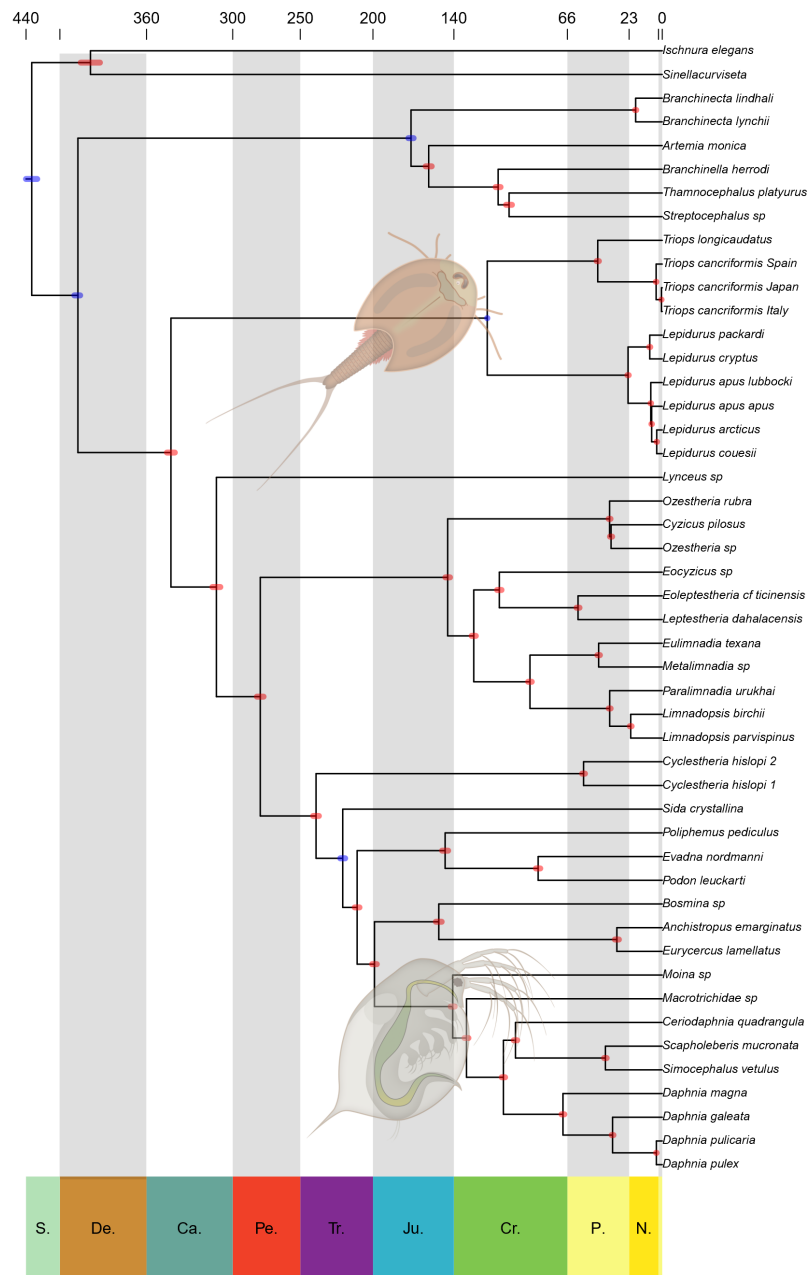 440 360 300 250 200 140 66 23 0
Ischnura elegans
Sinellacurviseta
Branchinecta lindhali
Branchinecta lynchii
Artemia monica
Branchinella herrodi
Thamnocephalus platyurus
Streptocephalus sp
Triops longicaudatus
Triops cancriformis Spain
Triops cancriformis Japan
Triops cancriformis Italy
Lepidurus packardi
Lepidurus cryptus
Lepidurus apus lubbocki
Lepidurus apus apus
Lepidurus arcticus
Lepidurus couesii
Lynceus sp
Ozestheria rubra
Cyzicus pilosus
Ozestheria sp
Eocyzicus sp
Eoleptestheria cf ticinensis
Leptestheria dahalacensis
Eulimnadia texana
Metalimnadia sp
Paralimnadia urukhai
Limnadopsis birchii
Limnadopsis parvispinus
Cyclestheria hislopi 2
Cyclestheria hislopi 1
Sida crystallina
Poliphemus pediculus
Evadna nordmanni
Podon leuckarti
Bosmina sp
Anchistropus emarginatus
Eurycercus lamellatus
Moina sp
Macrotrichidae sp
Ceriodaphnia quadrangula
Scapholeberis mucronata
Simocephalus vetulus
Daphnia magna
Daphnia galeata
Daphnia pulicaria
Daphnia pulex
S. De. Ca. Pe. Tr. Ju. Cr. P. N.